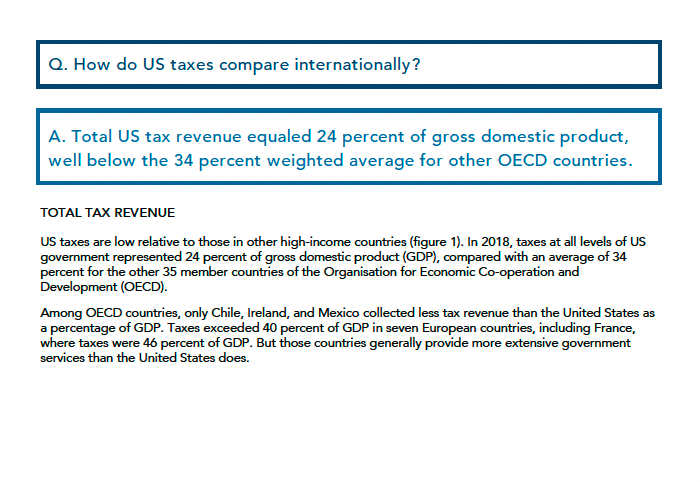 Q. How do US taxes compare internationally?
A. Total US tax revenue equaled 24 percent of gross domestic product,
well below the 34 percent weighted average for other OECD countries.
TOTAL TAX REVENUE
US taxes are low relative to those in other high-income countries (figure 1). In 2018, taxes at all levels of US
government represented 24 percent of gross domestic product (GDP), compared with an average of 34
percent for the other 35 member countries of the Organisation for Economic Co-operation and
Development (OECD).
Among OECD countries, only Chile, Ireland, and Mexico collected less tax revenue than the United States as
a percentage of GDP. Taxes exceeded 40 percent of GDP in seven European countries, including France,
where taxes were 46 percent of GDP. But those countries generally provide more extensive government
services than the United States does.